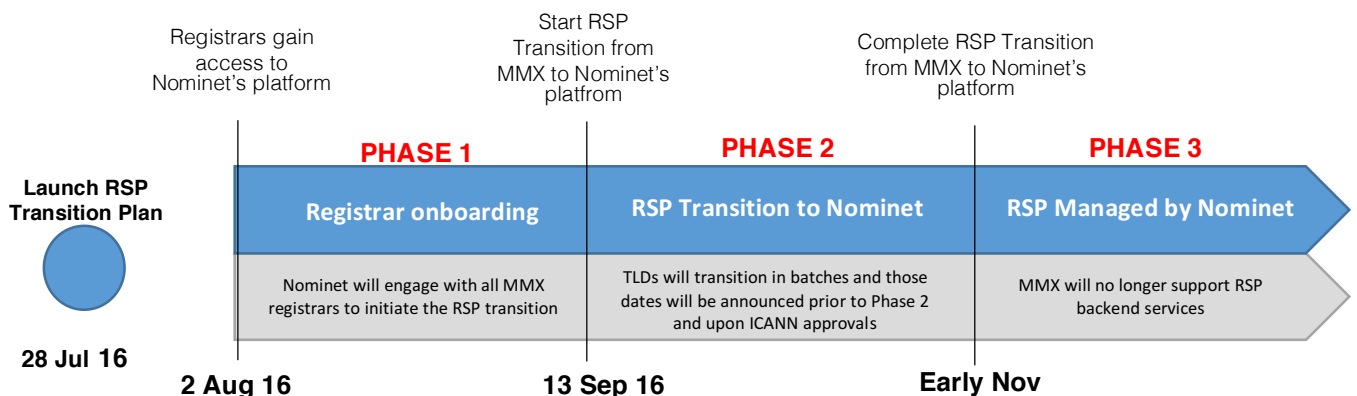 Registrars gain
access to
Nominet's platform
Start RSP
Transition from
MMX to Nominet's
platfrom
Complete RSP Transition
from MMX to Nominet's
platform
PHASE 1
PHASE 2
PHASE 3
Launch RSP
Transition Plan
Registrar onboarding
RSP Transition to Nominet
RSP Managed by Nominet
Nominet will engage with all MMX
registrars to initiate the RSP transition
TLDs will transition in batches and those
dates will be announced prior to Phase 2
and upon ICANN approvals
MMX will no longer support RSP
backend services
28 Jul 16
2 Aug 16
13 Sep 16
Early Nov